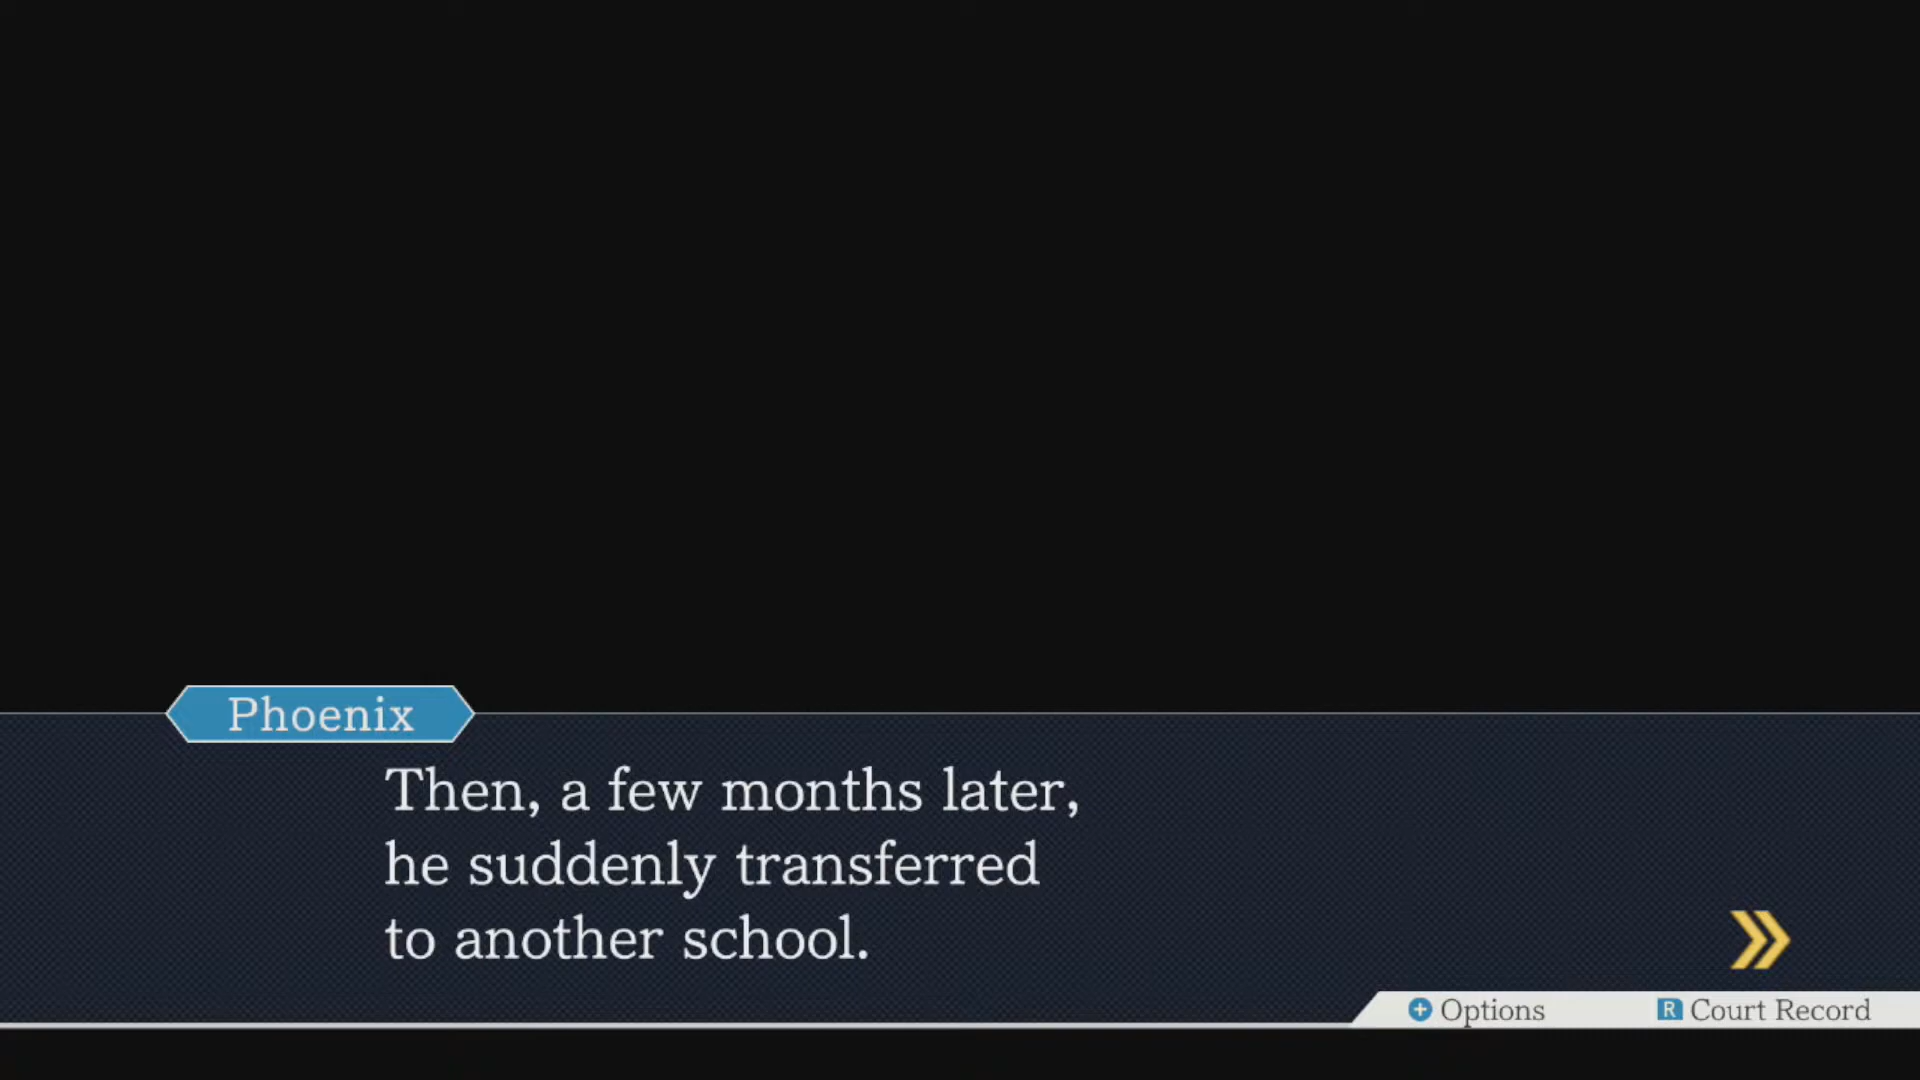 Phoenix
Then, a few months later,
he suddenly transferred
to another school.
Options
R Court Record